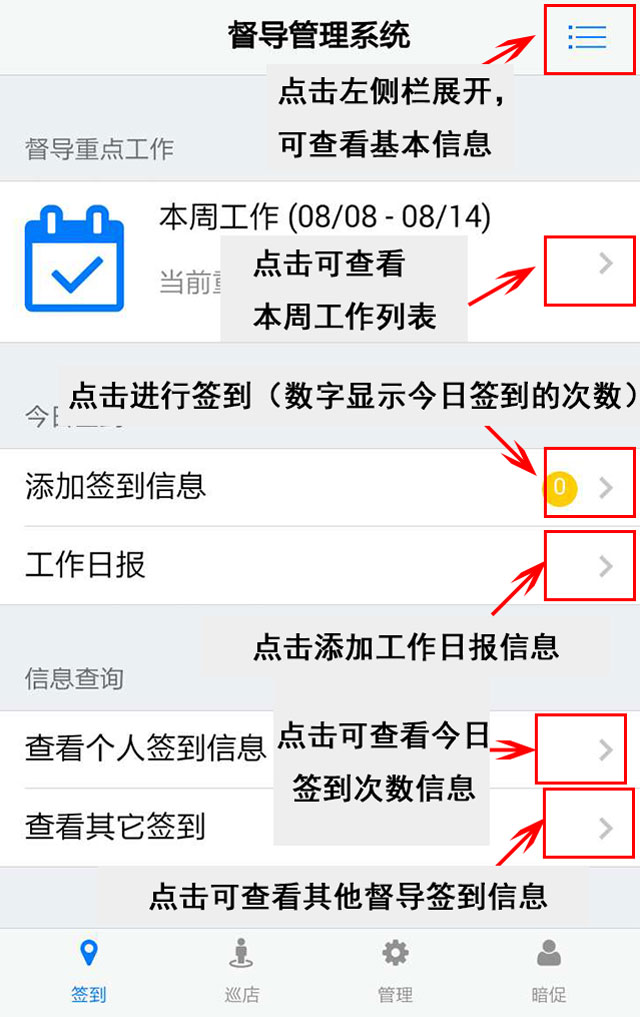 督导管理系统
点击左侧栏展开，
可查看基本信息
督导重点工作
本周工作 (08/08 - 08/14)
点击可查看
当前
本周工作列表
点击进行签到（数字显示今日签到的次数）
添加签到信息
0
工作日报
点击添加工作日报信息
信息查询
点击可查看今日
查看个人签到信息
签到次数信息
查看其它签到
点击可查看其他督导签到信息
签到
巡店
管理
暗促